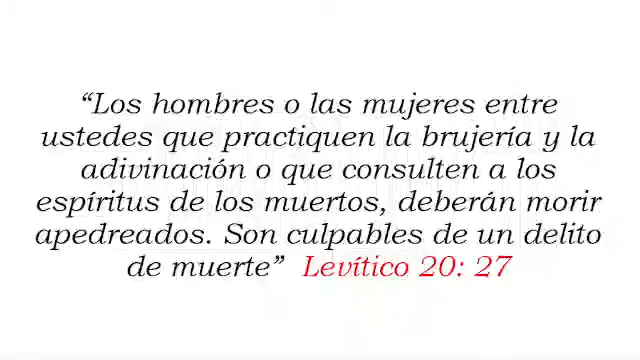 “Los hombres o las mujeres entre
ustedes que practiquen la brujería y la
adivinación o que consulten a los
espíritus de los muertos, deberán morir
apedreados. Son culpables de un delito
de muerte” Levítico 20: 27